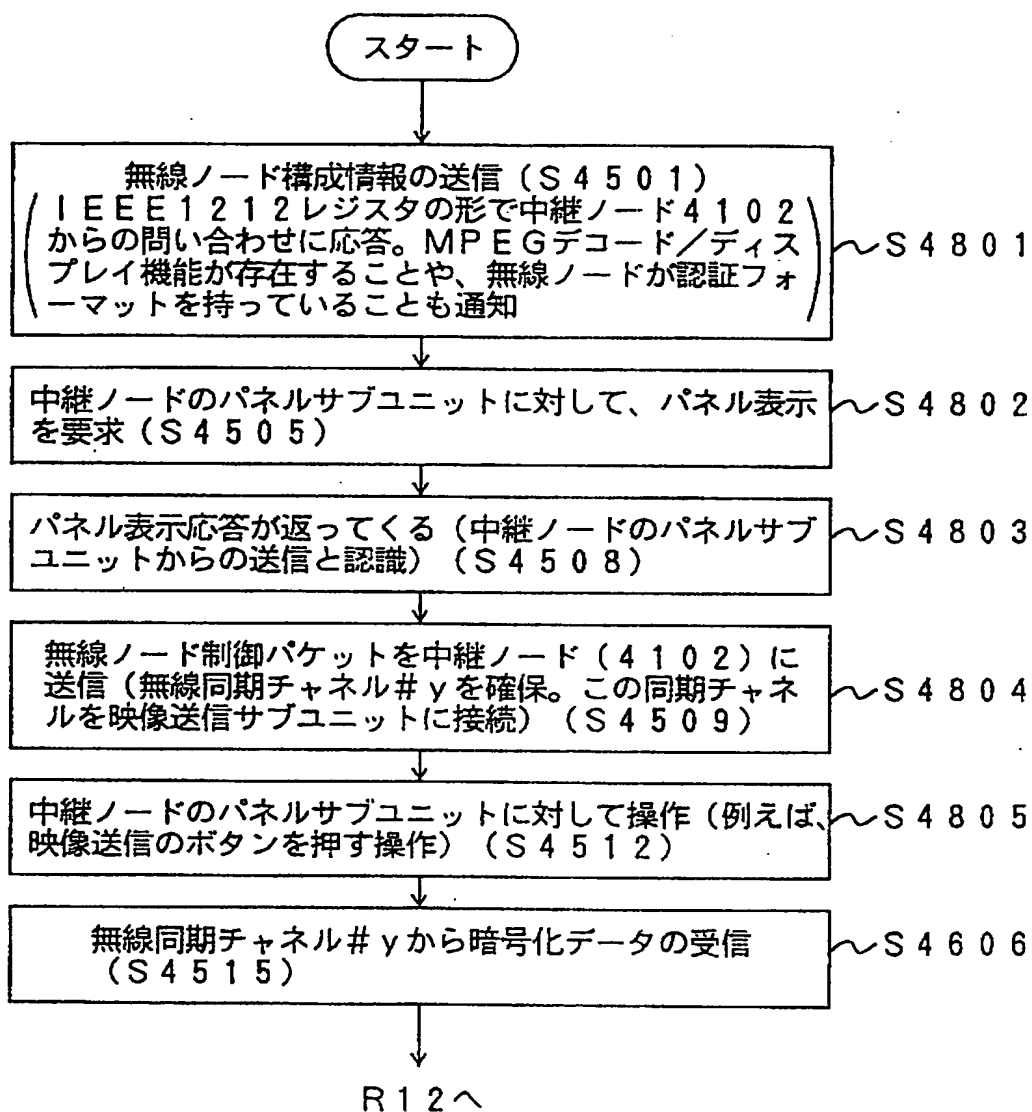 スタート
無線ノード構成情報の送信(S4501)
IEEE1212レジスタの形で中継ノード4102
からの問い合わせに応答。MPEGデコード/ディス
プレイ機能が存在することや、無線ノードが認証フォ
ーマットを持っていることも通知
S4801
中継ノードのパネルサブユニットに対して、パネル表示
を要求(S4505)
S4802
パネル表示応答が返ってくる(中継ノードのパネルサブ
ユニットからの送信と認識)(S4508)
S4803
無線ノード制御パケットを中継ノード(4102)に
送信(無線同期チャネル#yを確保。この同期チャネ
ルを映像送信サブユニットに接続)(S4509)
S4804
中継ノードのパネルサブユニットに対して操作(例えば、
映像送信のボタンを押す操作)(S4512)
S4805
無線同期チャネル#yから暗号化データの受信
(S4515)
S4606
R12へ